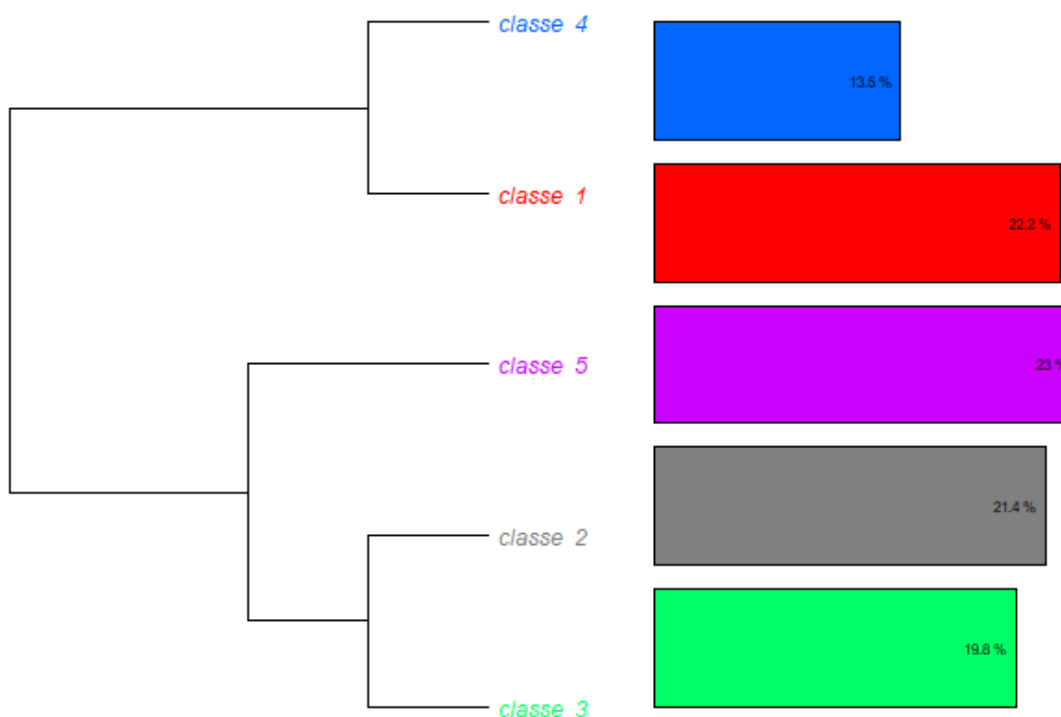 classe 4
13.5 %
classe 1
22.2 %
classe 5
23 %
classe 2
21.4 %
classe 3
19.8 %